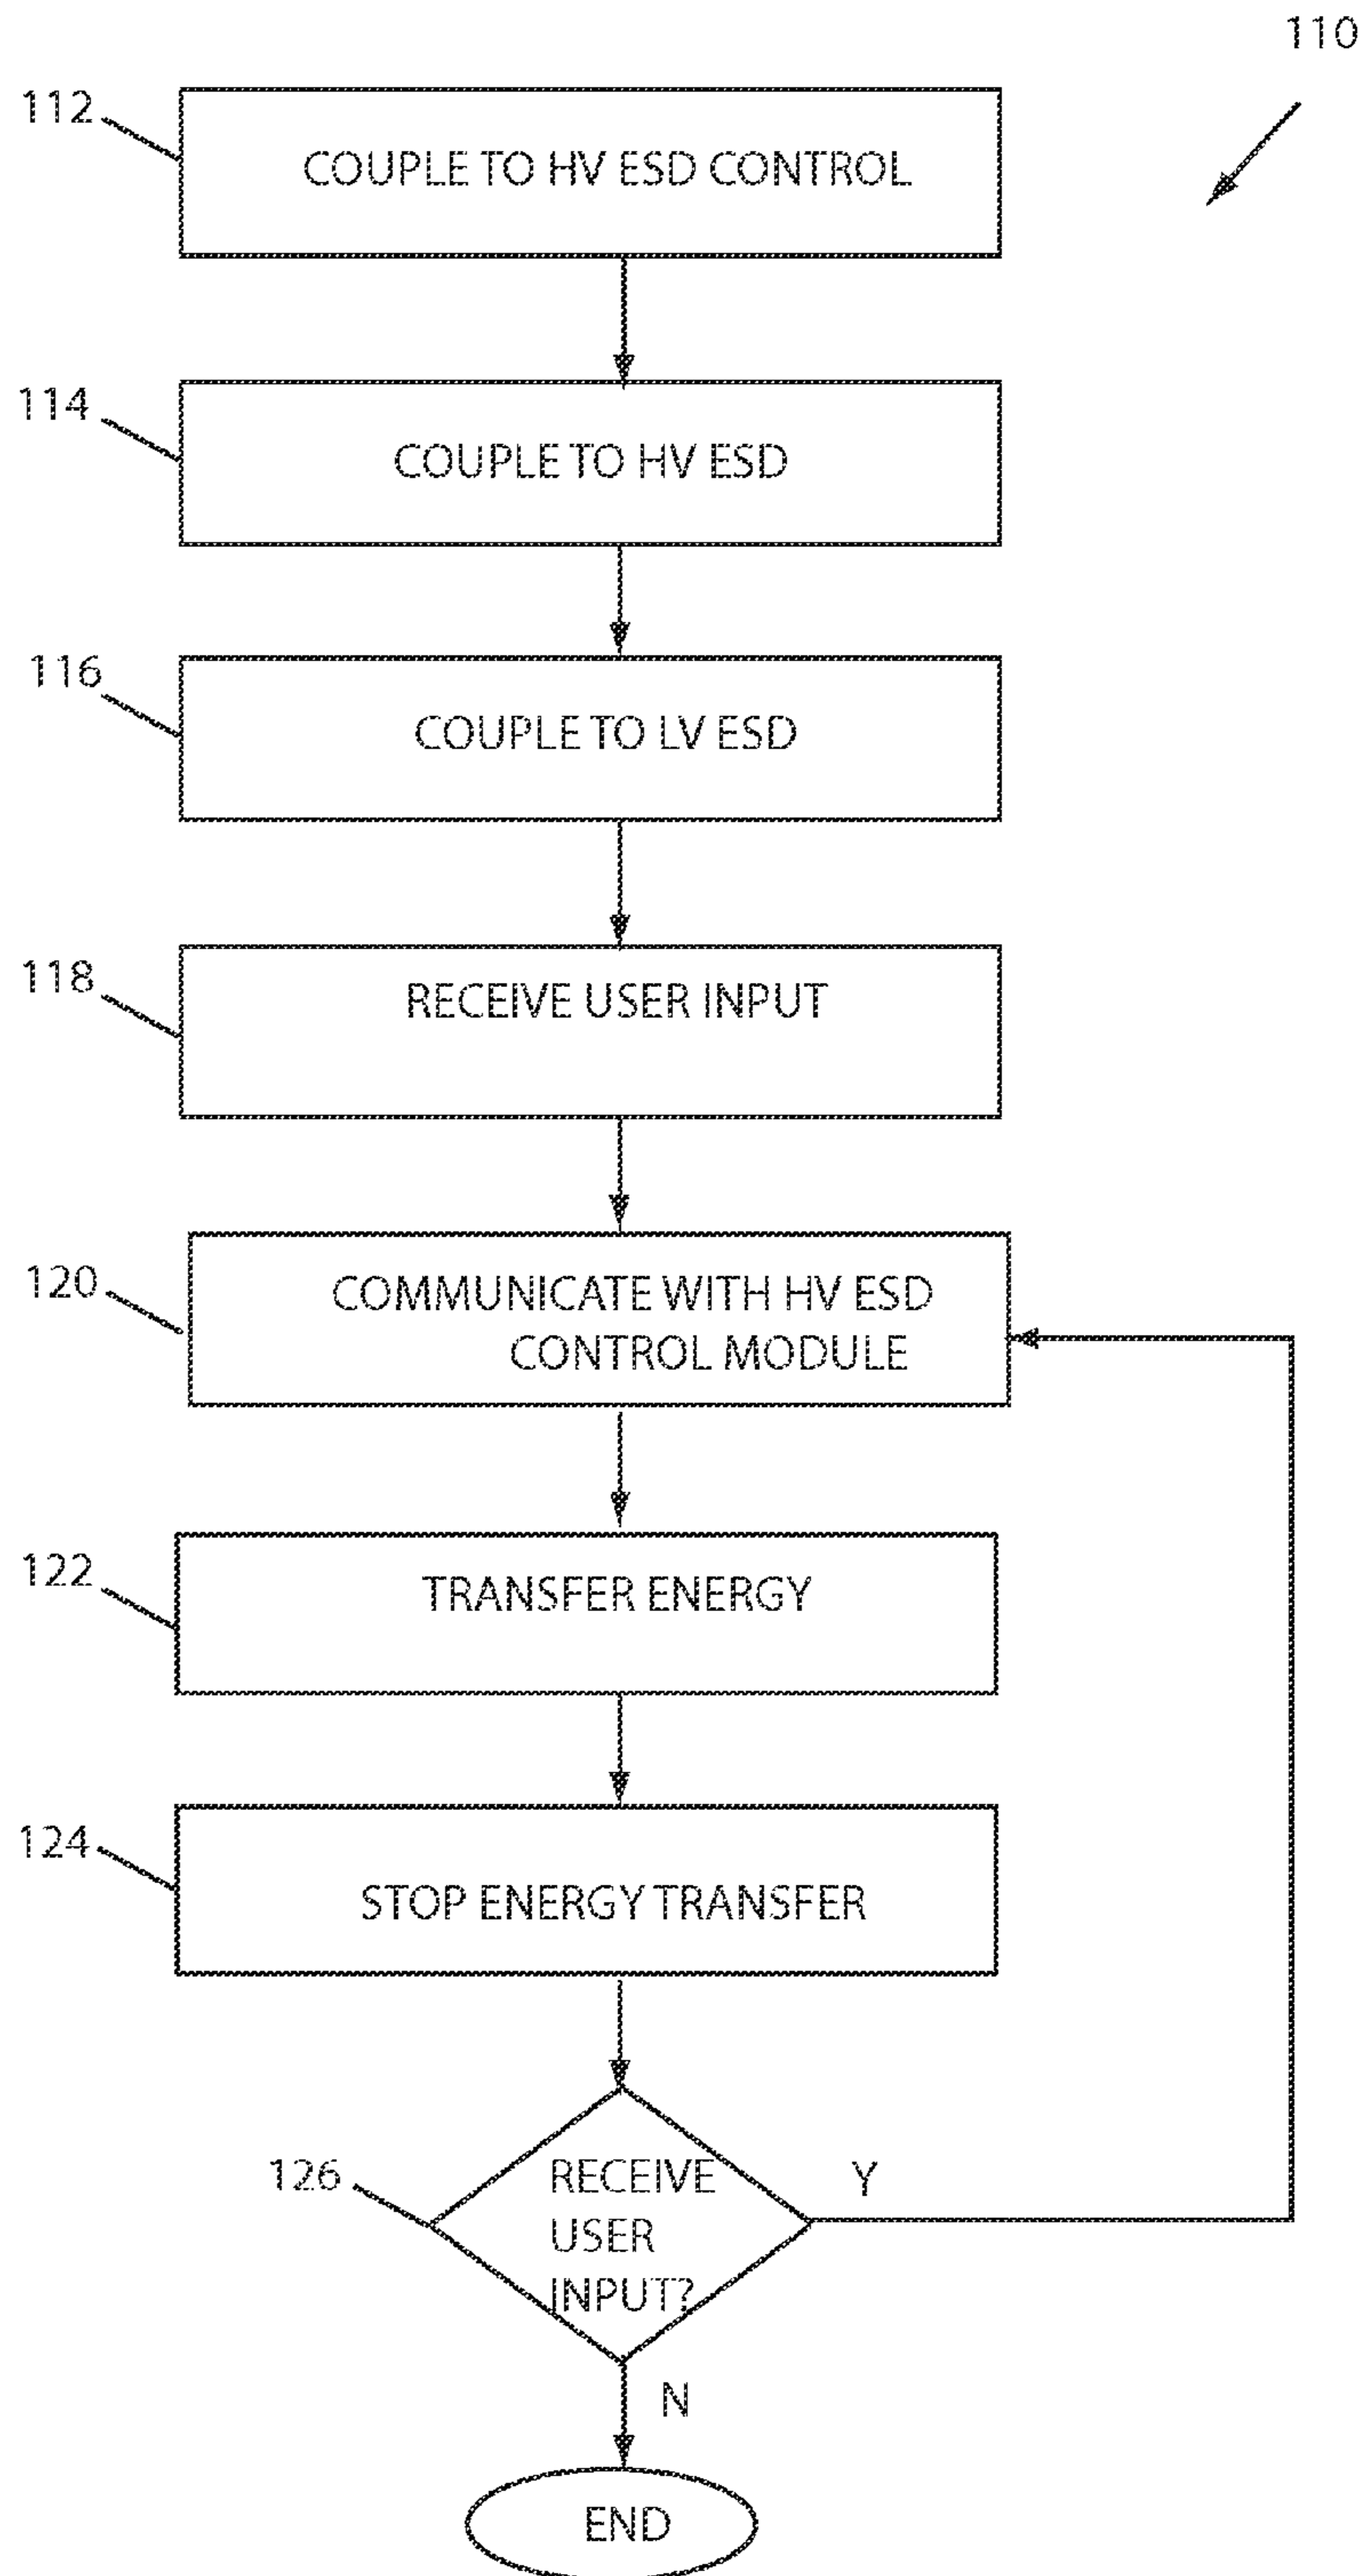 110
112
COUPLE TO HV ESD CONTROL
114
COUPLE TO HV ESD
116
COUPLE TO LV ESD
118
RECEIVE USER INPUT
120
COMMUNICATE WITH HV ESD
CONTROL MODULE
122
TRANSFER ENERGY
124
STOP ENERGY TRANSFER
126
RECEIVE
USER
INPUT?
Y
N
END